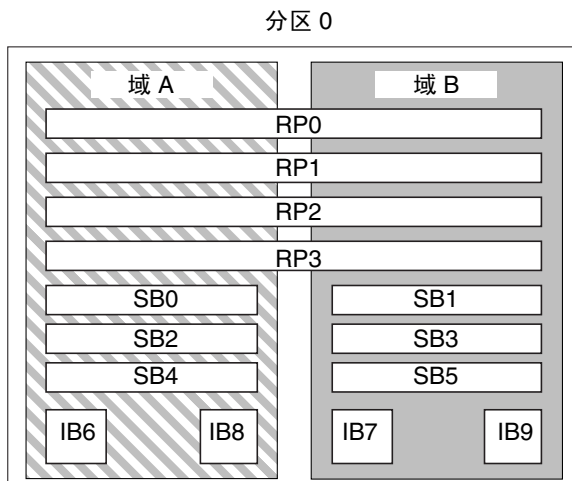 分区 0
域 A 域 B
RP0
RP1
RP2
RP3
SB0 SB1
SB2 SB3
SB4 SB5
IB6 IB8 IB7 IB9